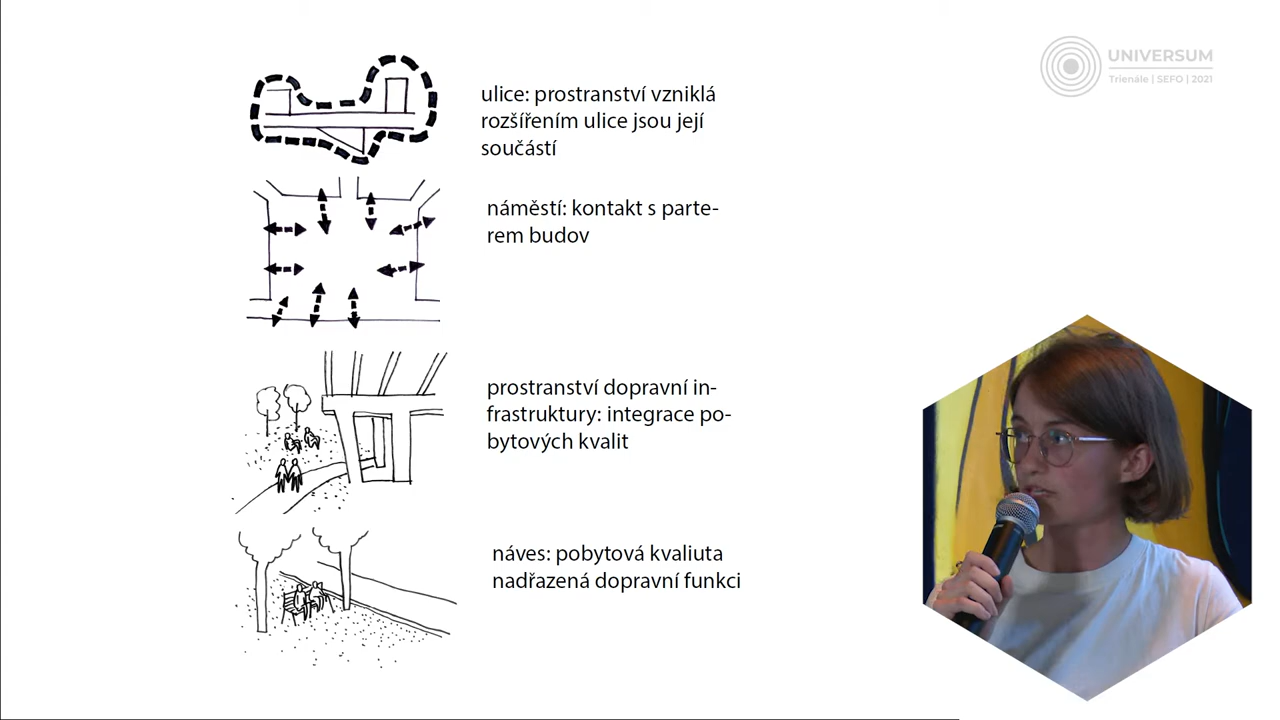 UNIVERSUM
Trienále | SEFO | 2021
ulice: prostranství vzniklá
rozšířením ulice jsou její
součástí
náměstí: kontakt s parte-
rem budov
prostranství dopravní in-
frastruktury: integrace po-
bytových kvalit
náves: pobytová kvaliuta
nadřazená dopravní funkci